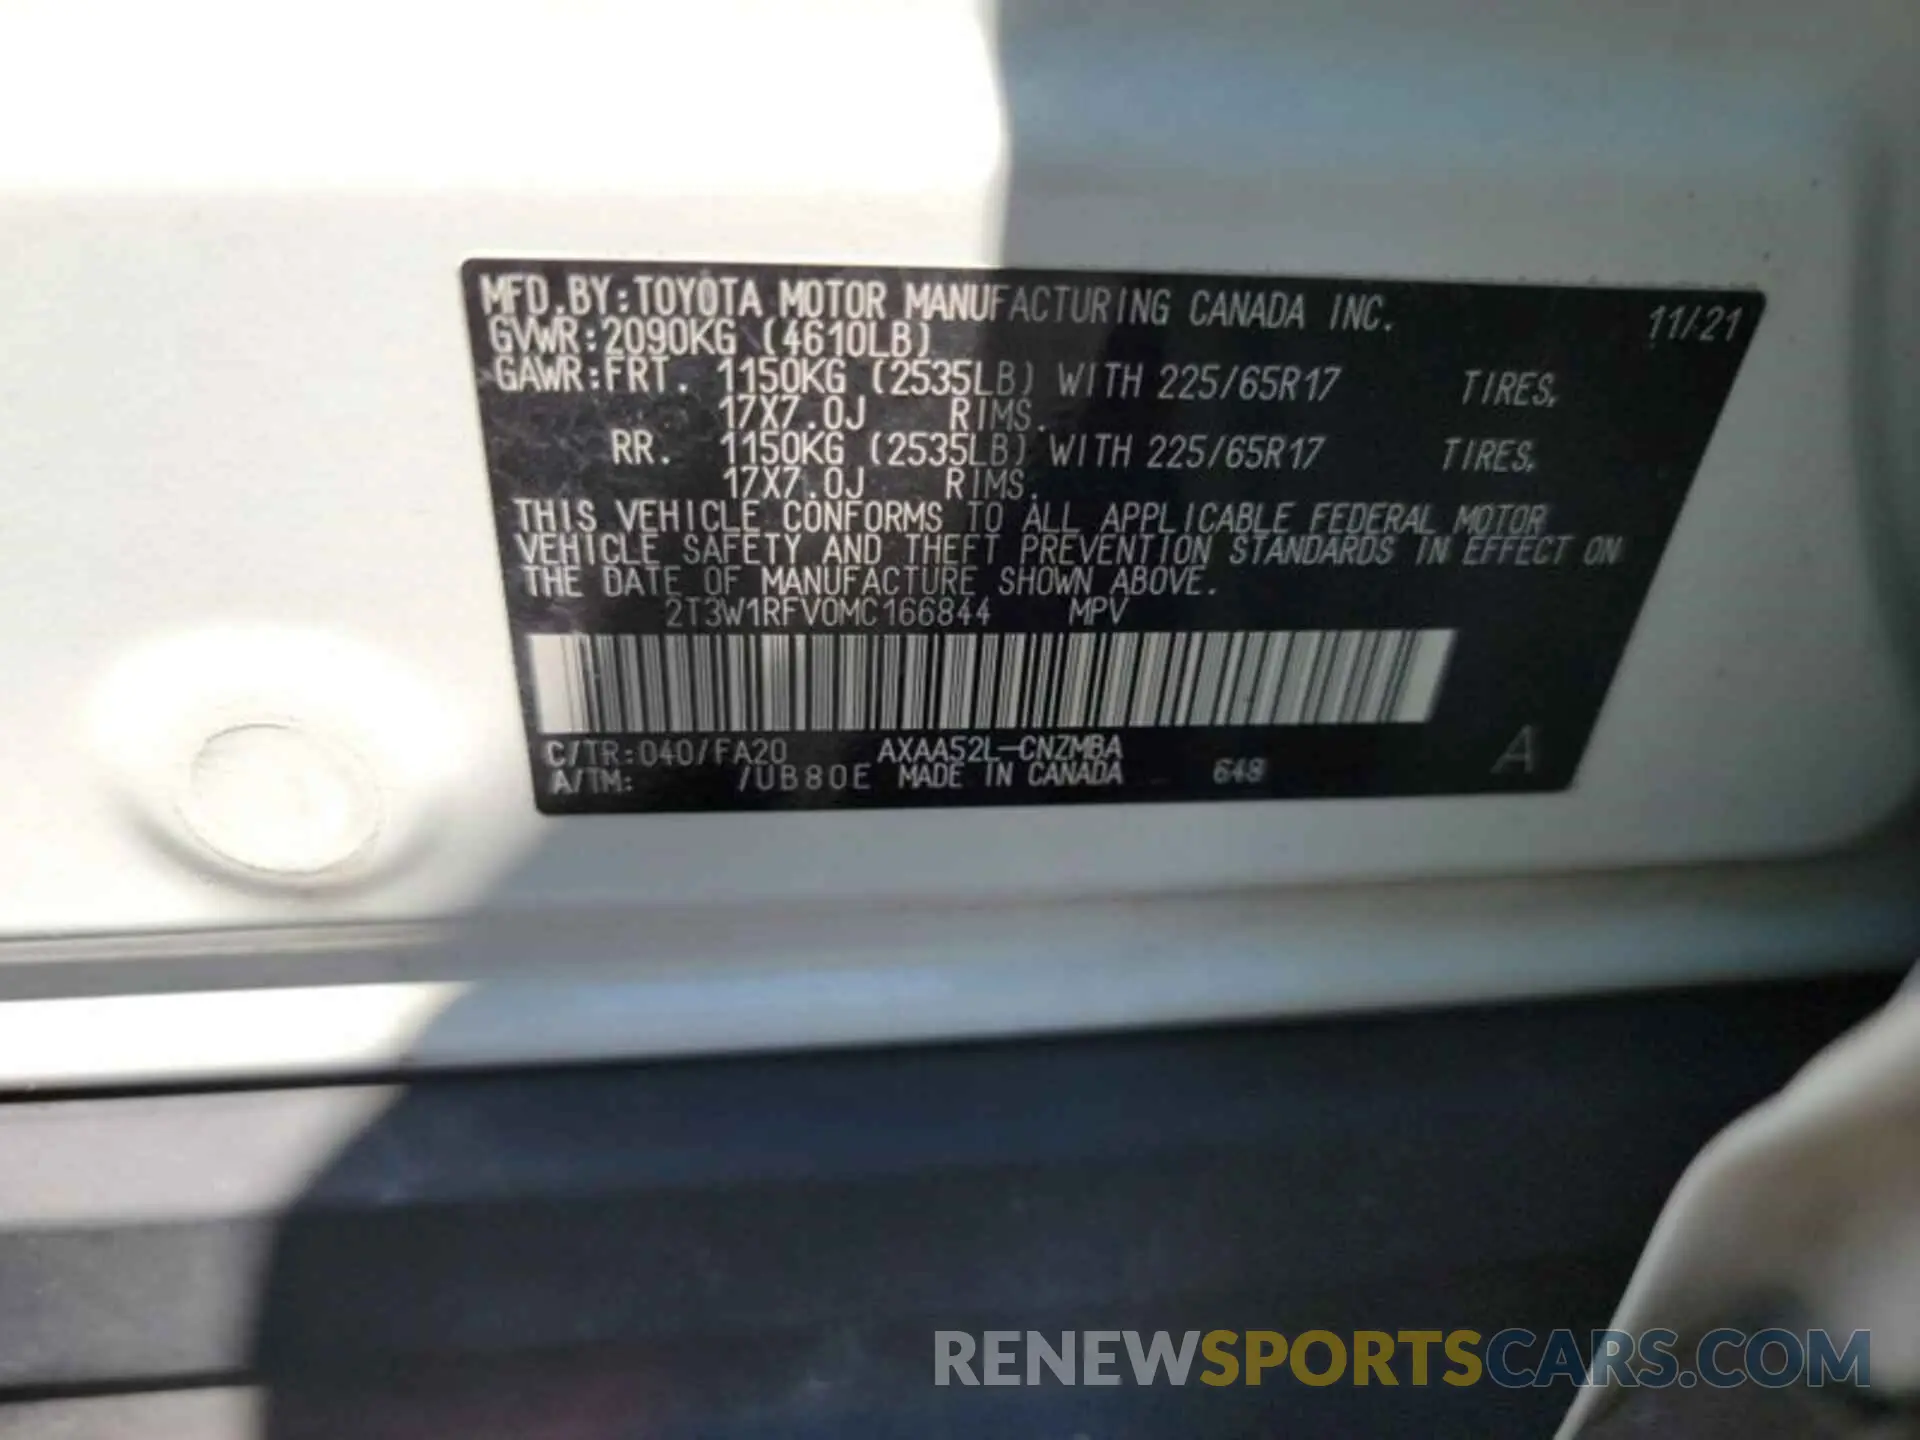 MFD.BY:TOYOTA MOTOR MANUFACTURING CANADA INC. 11/21
GVWR:2090KG (4610LB)
GAWR:FRT. 1150KG (2535LB) WITH 225/65R17 TIRES,
17X7.0J RIMS.
RR. 1150KG (2535LB) WITH 225/65R17 TIRES,
17X7.0J RIMS.
THIS VEHICLE CONFORMS TO ALL APPLICABLE FEDERAL MOTOR
VEHICLE SAFETY AND THEFT PREVENTION STANDARDS IN EFFECT ON
THE DATE OF MANUFACTURE SHOWN ABOVE.
2T3W1RFV0MC166844 MPV
C/TR:040/FA20 AXAA52L-CNZMBA A
A/TM: /UB80E MADE IN CANADA 648
RENEWSPORTSCARS.COM